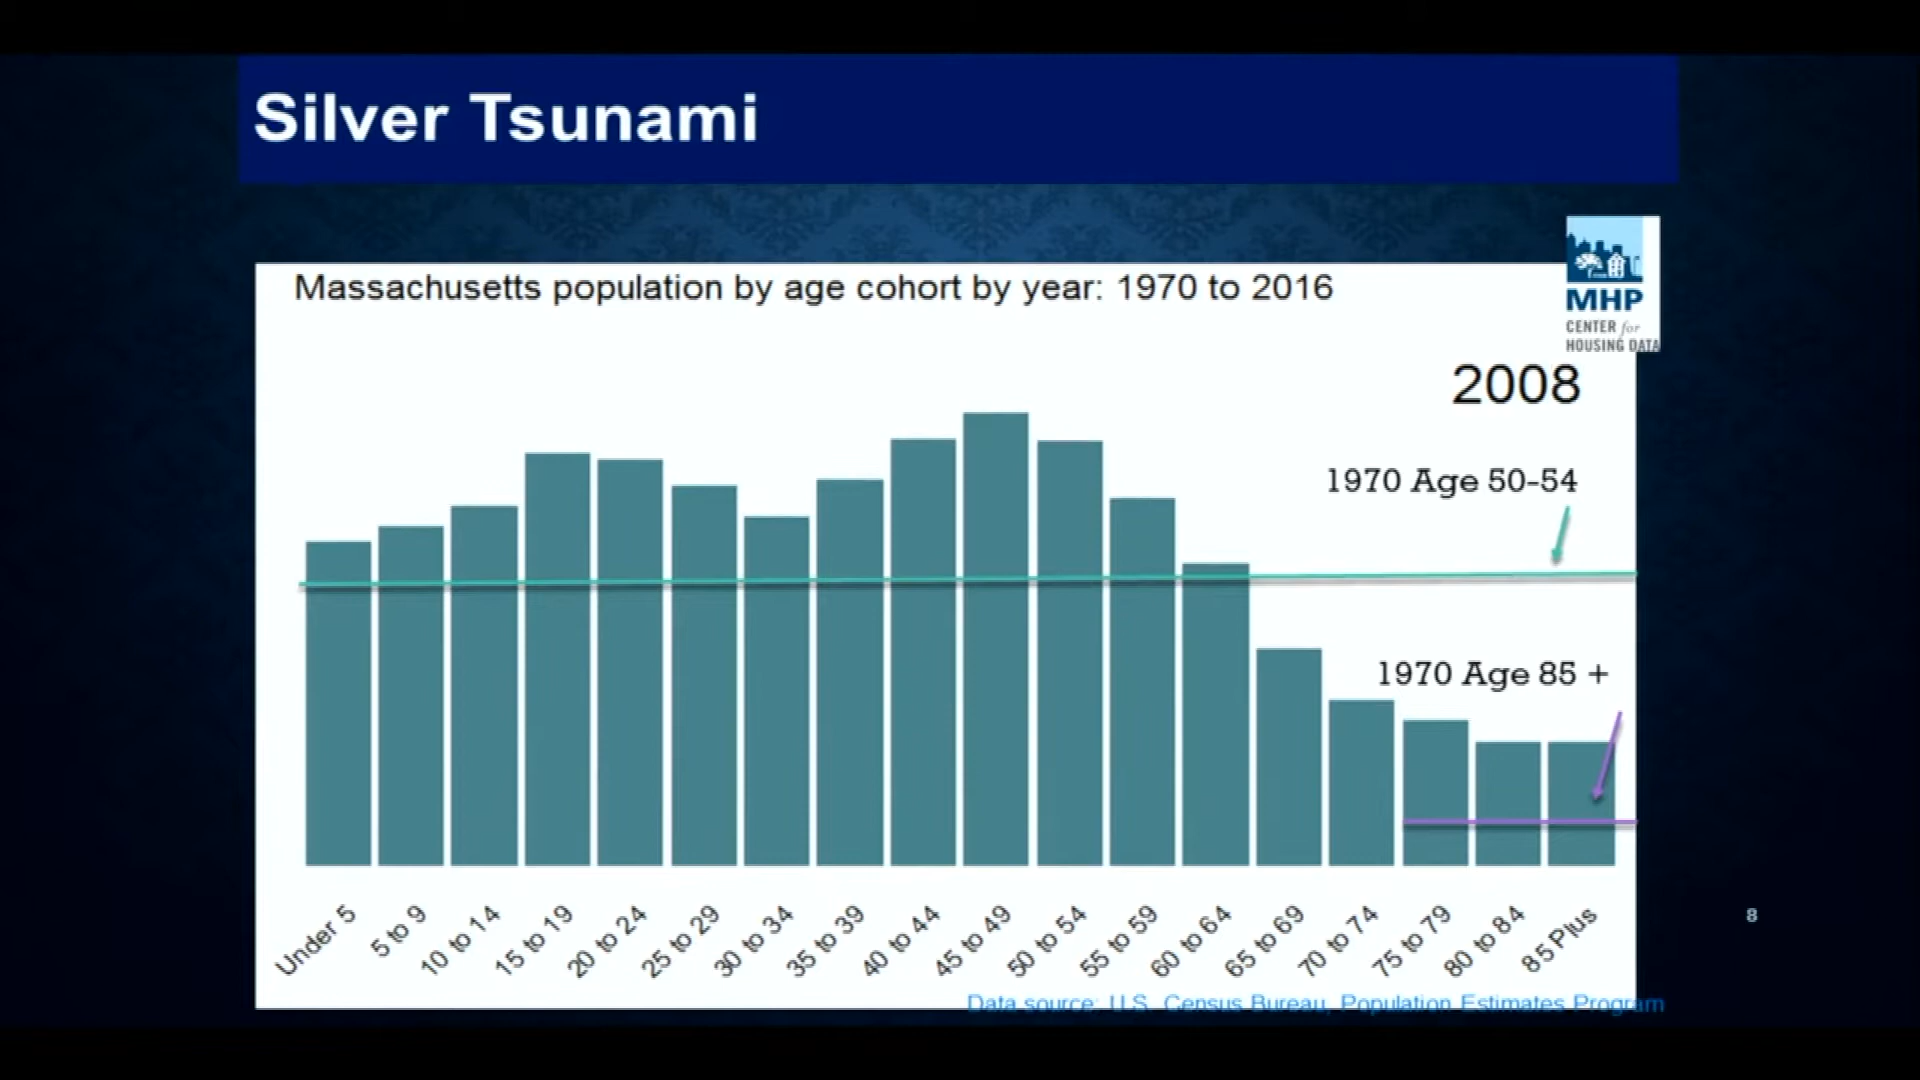 Silver Tsunami
Massachusetts population by age cohort by year: 1970 to 2016
MHP
CENTER for
HOUSING DATA
2008
1970 Age 50-54
1970 Age 85 +
Under 5
5 to 9
10 to 14
15 to 19
20 to 24
25 to 29
30 to 34
35 to 39
40 to 44
45 to 49
50 to 54
55 to 59
60 to 64
65 to 69
70 to 74
75 to 79
80 to 84
85 Plus
8
Data source: U.S. Census Bureau, Population Estimates Program